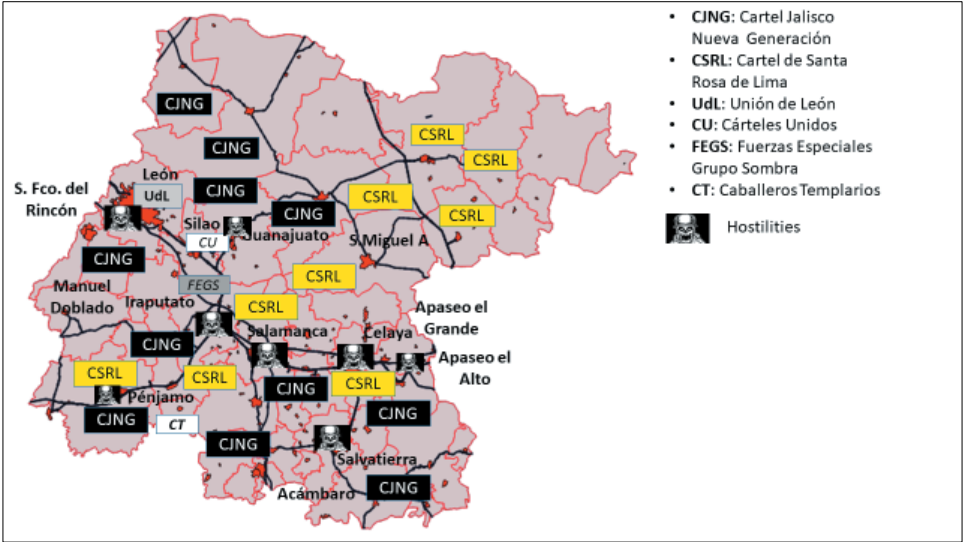 CJNG
CJNG
CSRL
CSRL
León
S. Fco. del
Rincón
UdL
CJNG
CSRL
CJNG
CSRL
Silao
Guanajuato
CU
S.Miguel A
CJNG
CSRL
Manuel
Doblado
Iraputato
FEGS
CSRL
Apaseo el
Grande
Salamanca
Celaya
CJNG
Apaseo el
Alto
CSRL
CSRL
CJNG
CSRL
Pénjamo
CJNG
CJNG
CT
CJNG
Salvatierra
Acámbaro
CJNG
• CJNG: Cartel Jalisco
Nueva Generación
• CSRL: Cartel de Santa
Rosa de Lima
• UdL: Unión de León
• CU: Cárteles Unidos
• FEGS: Fuerzas Especiales
Grupo Sombra
• CT: Caballeros Templarios
Hostilities